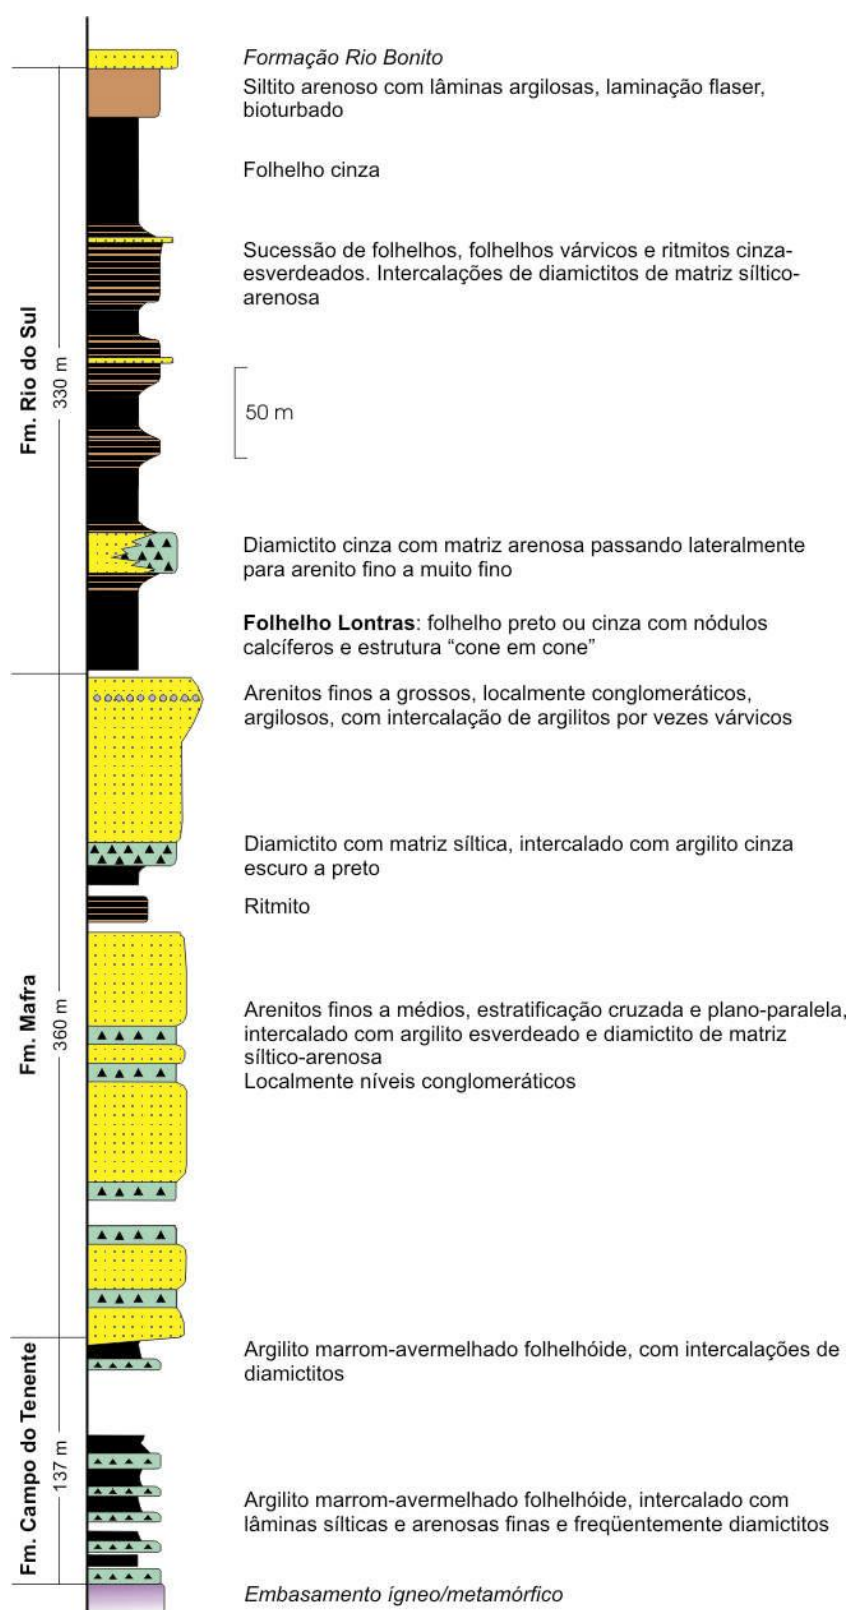 Formação Rio Bonito
Siltito arenoso com lâminas argilosas, laminação flaser,
bioturbado
Folhelho cinza
Sucessão de folhelhos, folhelhos várvicos e ritmitos cinza-
esverdeados. Intercalações de diamictitos de matriz síltico-
arenosa
Fm. Rio do Sul
330 m
50 m
Diamictito cinza com matriz arenosa passando lateralmente
para arenito fino a muito fino
Folhelho Lontras: folhelho preto ou cinza com nódulos
calcíferos e estrutura “cone em cone”
Arenitos finos a grossos, localmente conglomeráticos,
argilosos, com intercalação de argilitos por vezes várvicos
Diamictito com matriz síltica, intercalado com argilito cinza
escuro a preto
Ritmito
Fm. Mafra
360 m
Arenitos finos a médios, estratificação cruzada e plano-paralela,
intercalado com argilito esverdeado e diamictito de matriz
síltico-arenosa
Localmente níveis conglomeráticos
Argilito marrom-avermelhado folhelhóide, com intercalações de
diamictitos
Fm. Campo do Tenente
137 m
Argilito marrom-avermelhado folhelhóide, intercalado com
lâminas sílticas e arenosas finas e freqüentemente diamictitos
Embasamento ígneo/metamórfico